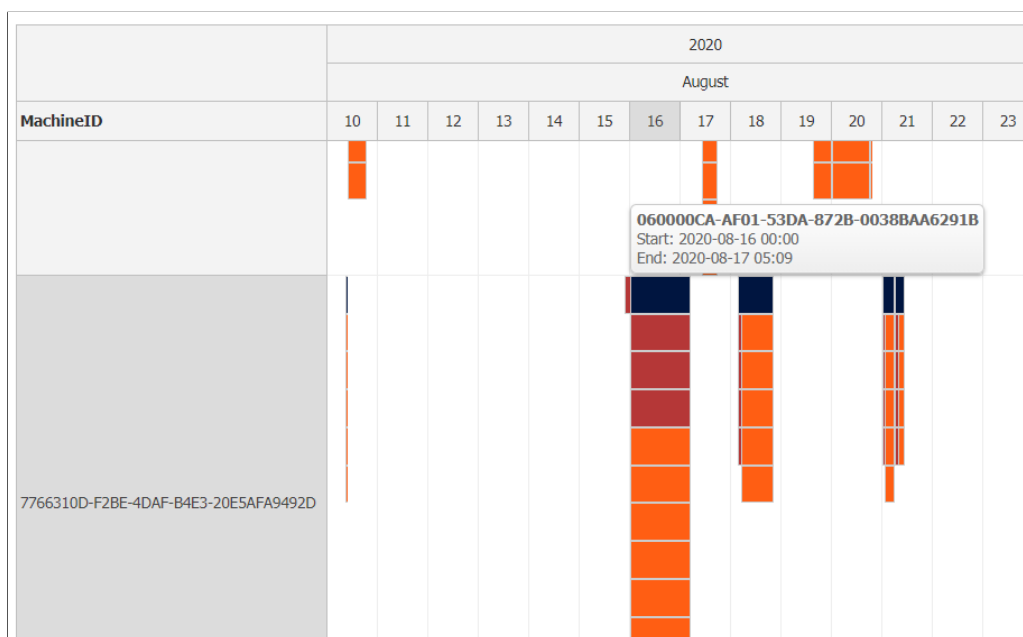 2020
August
MachineID
10 11 12 13 14 15 16 17 18 19 20 21 22 23
060000CA-AF01-53DA-872B-0038BAA6291B
Start: 2020-08-16 00:00
End: 2020-08-17 05:09
7766310D-F2BE-4DAF-B4E3-20E5AFA9492D